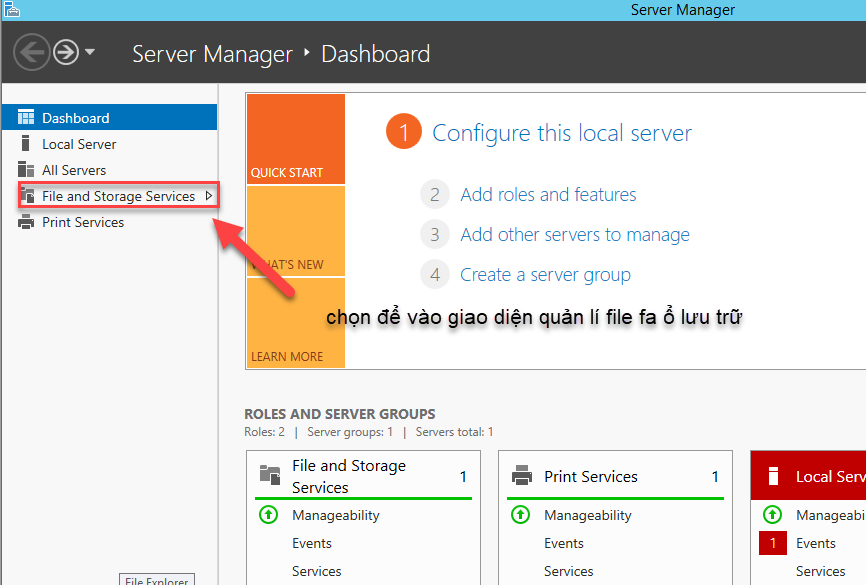 Server Manager
Server Manager ‣ Dashboard
Dashboard
Local Server
All Servers
File and Storage Services
Print Services
QUICK START
WHAT'S NEW
LEARN MORE
1 Configure this local server
2 Add roles and features
3 Add other servers to manage
4 Create a server group
chọn để vào giao diện quản lí file fa ổ lưu trữ
ROLES AND SERVER GROUPS
Roles: 2 | Server groups: 1 | Servers total: 1
File and Storage
Services
1
Manageability
Events
Services
Print Services 1
Manageability
Events
Services
Local Serv
Manageabi
1 Events
Services
File Explorer